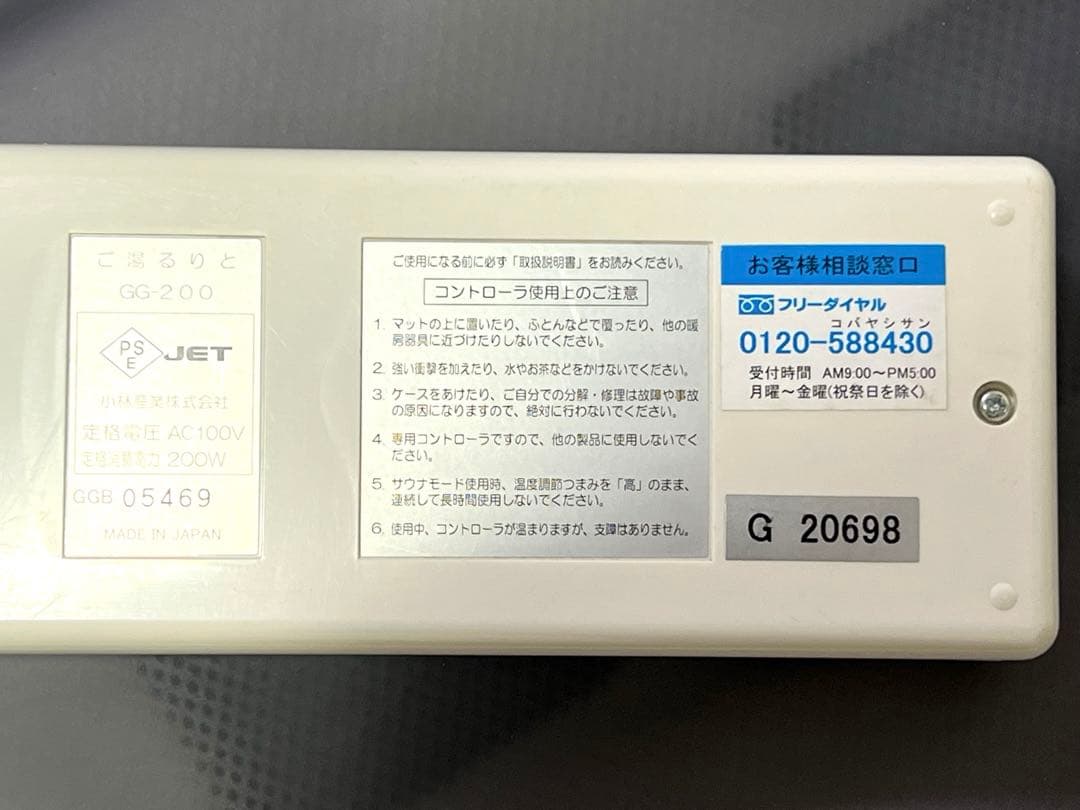 ご湯るりと
GG-200
PS
E
JET
小林産業株式会社
定格電圧 AC100V
定格消費電力 200W
GGB 05469
MADE IN JAPAN
ご使用になる前に必ず「取扱説明書」をお読みください。
コントローラ使用上のご注意
1. マットの上に置いたり、ふとんなどで覆ったり、他の暖
房器具に近づけたりしないでください。
2. 強い衝撃を加えたり、水やお茶などをかけないでください。
3. ケースをあけたり、ご自分での分解・修理は故障や事故
の原因になりますので、絶対に行わないでください。
4. 専用コントローラですので、他の製品に使用しないでく
ださい。
5. サウナモード使用時、温度調節つまみを「高」のまま、
連続して長時間使用しないでください。
6. 使用中、コントローラが温まりますが、支障はありません。
お客様相談窓口
フリーダイヤル
コバヤシサン
0120-588430
受付時間 AM9:00～PM5:00
月曜～金曜(祝祭日を除く)
G 20698